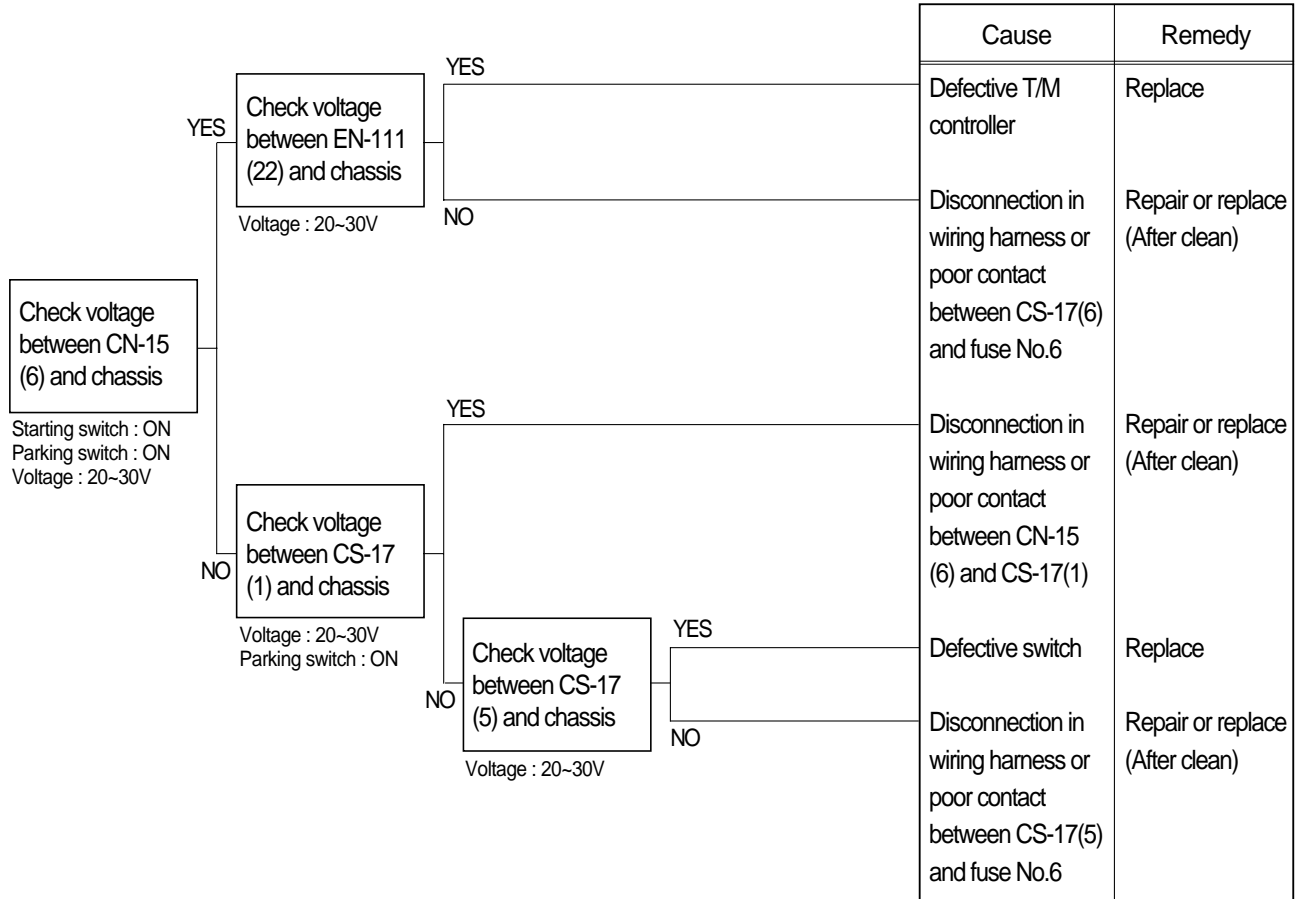 Cause
Remedy
YES
Check voltage
between EN-111
(22) and chassis
YES
Voltage : 20~30V
NO
Defective T/M
controller
Replace
Disconnection in
wiring harness or
poor contact
between CS-17(6)
and fuse No.6
Repair or replace
(After clean)
Check voltage
between CN-15
(6) and chassis
Starting switch : ON
Parking switch : ON
Voltage : 20~30V
YES
Check voltage
between CS-17
(1) and chassis
NO
Voltage : 20~30V
Parking switch : ON
Disconnection in
wiring harness or
poor contact
between CN-15
(6) and CS-17(1)
Repair or replace
(After clean)
YES
Check voltage
between CS-17
(5) and chassis
NO
NO
Voltage : 20~30V
Defective switch
Replace
Disconnection in
wiring harness or
poor contact
between CS-17(5)
and fuse No.6
Repair or replace
(After clean)